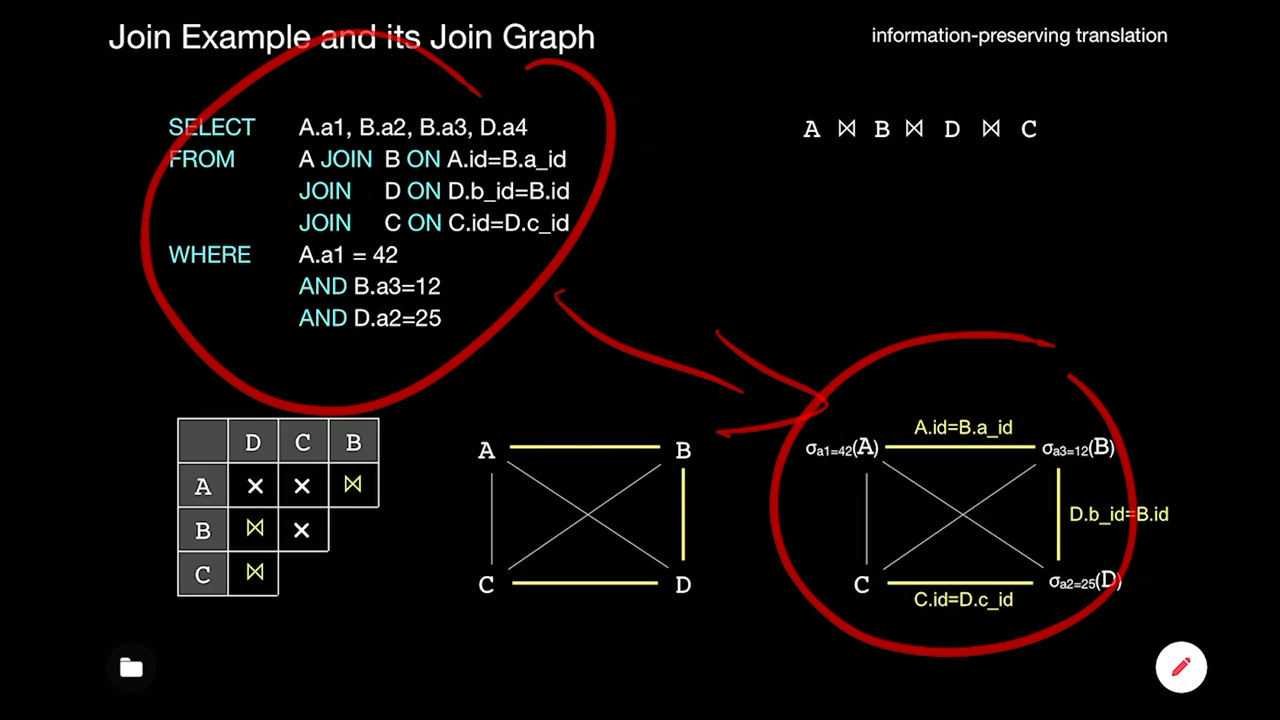 Join Example and its Join Graph
information-preserving translation
SELECT A.a1, B.a2, B.a3, D.a4
FROM A JOIN B ON A.id=B.a_id
JOIN D ON D.b_id=B.id
JOIN C ON C.id=D.c_id
WHERE A.a1 = 42
AND B.a3=12
AND D.a2=25
A ⋈ B ⋈ D ⋈ C
D C B
A × × ⋈
B ⋈ ×
C ⋈
A B
C D
A.id=B.a_id
σa1=42(A) σa3=12(B)
D.b_id=B.id
C σa2=25(D)
C.id=D.c_id